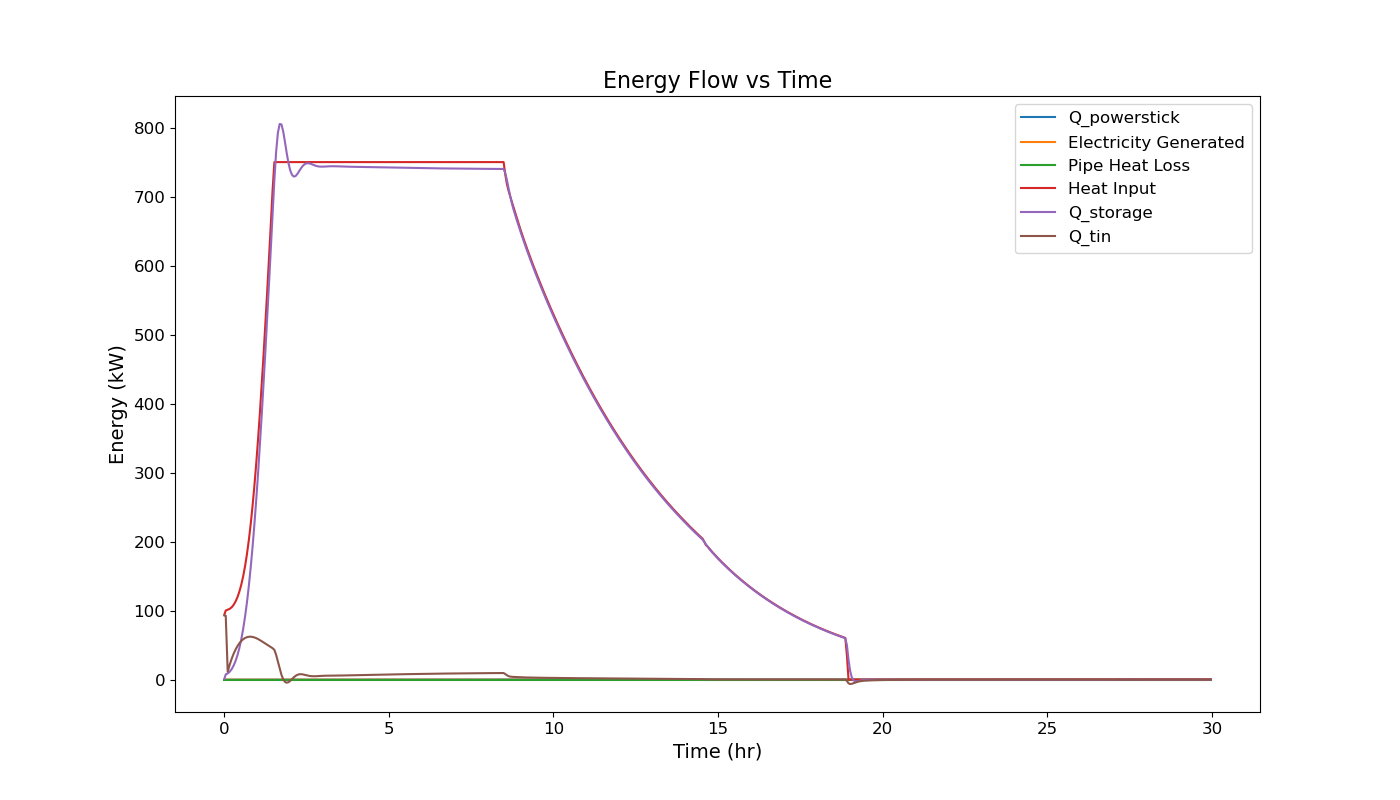 Energy Flow vs Time
Q_powerstick
Electricity Generated
Pipe Heat Loss
Heat Input
Q_storage
Q_tin
Energy (kW)
800
700
600
500
400
300
200
100
0
0 5 10 15 20 25 30
Time (hr)